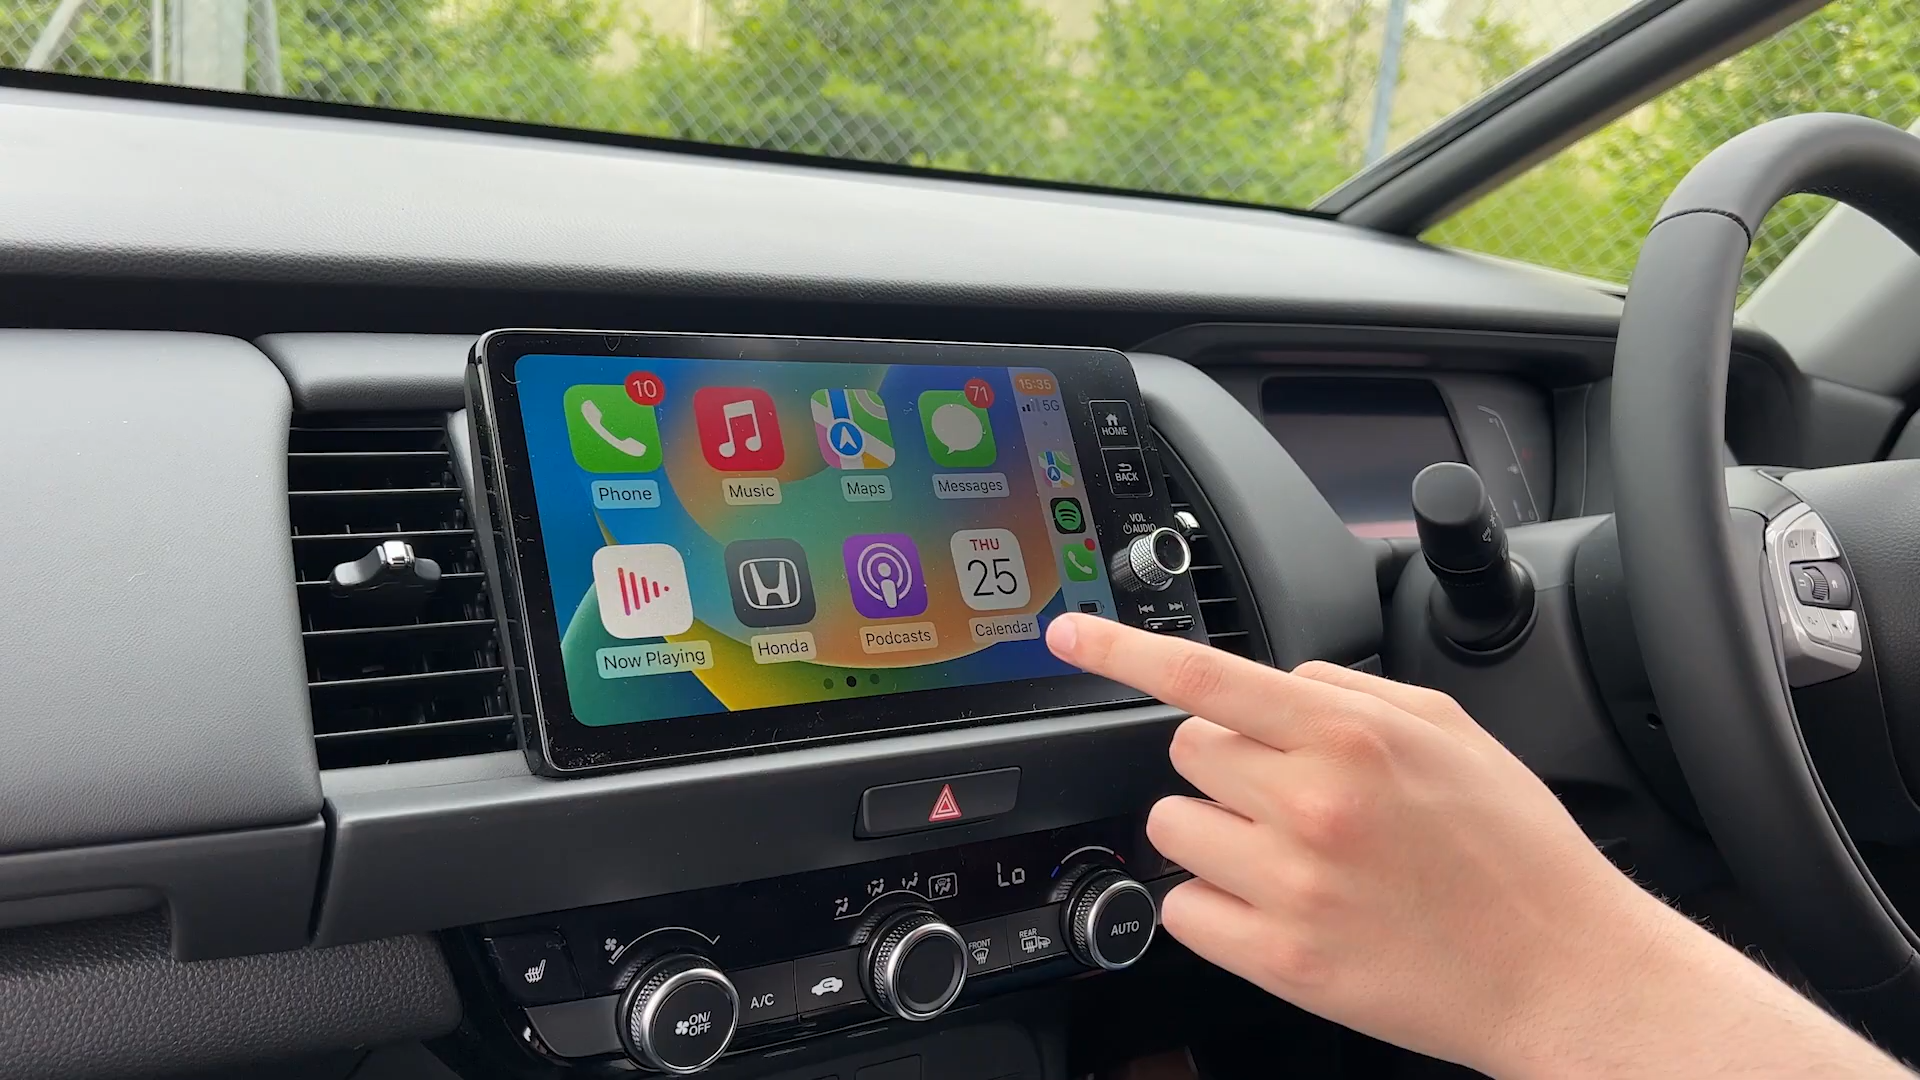 10
71
15:35
5G
Phone
Music
Maps
Messages
HOME
BACK
VOL
AUDIO
THU
25
Now Playing
Honda
Podcasts
Calendar
Lo
FRONT
REAR
AUTO
A/C
ON/
OFF